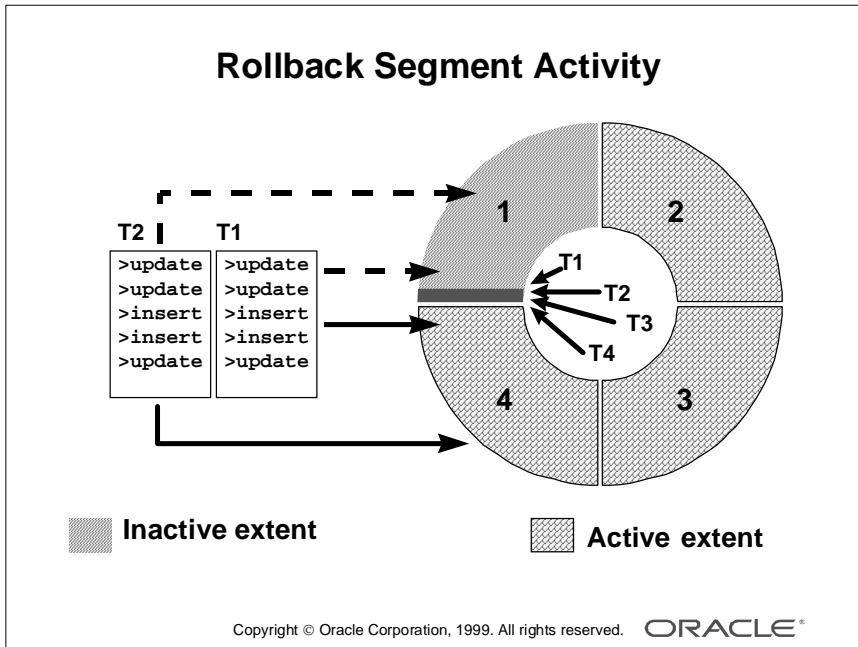 Rollback Segment Activity
T2 T1
>update >update
>update >update
>insert >insert
>insert >insert
>update >update
1
2
T1
T2
T3
T4
4
3
Inactive extent
Active extent
Copyright © Oracle Corporation, 1999. All rights reserved. ORACLE®